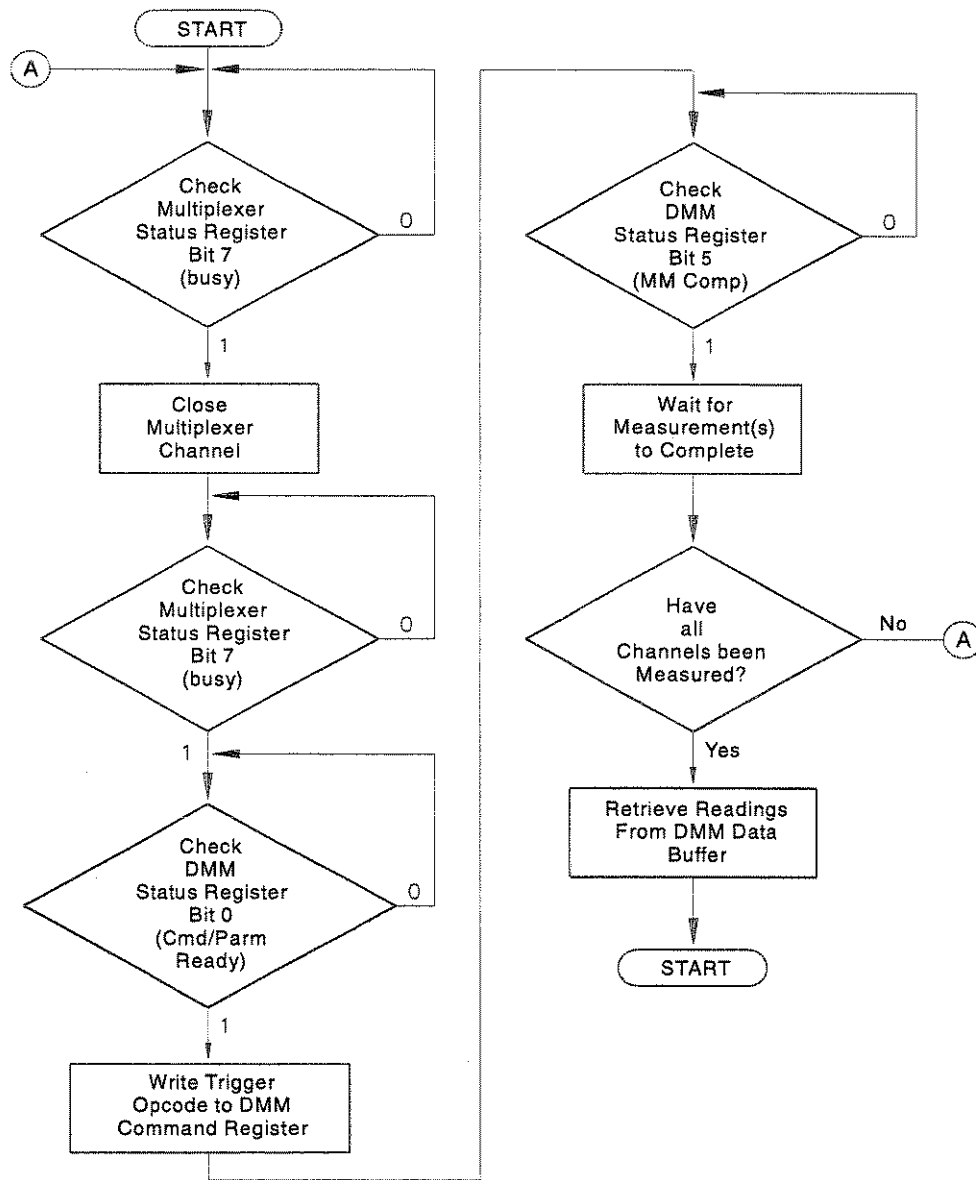 START
A
Check
Multiplexer
Status Register
Bit 7
(busy)
0
1
Close
Multiplexer
Channel
Check
Multiplexer
Status Register
Bit 7
(busy)
0
1
Check
DMM
Status Register
Bit 0
(Cmd/Parm
Ready)
0
1
Write Trigger
Opcode to DMM
Command Register
Check
DMM
Status Register
Bit 5
(MM Comp)
0
1
Wait for
Measurement(s)
to Complete
Have
all
Channels been
Measured?
No
A
Yes
Retrieve Readings
From DMM Data
Buffer
START